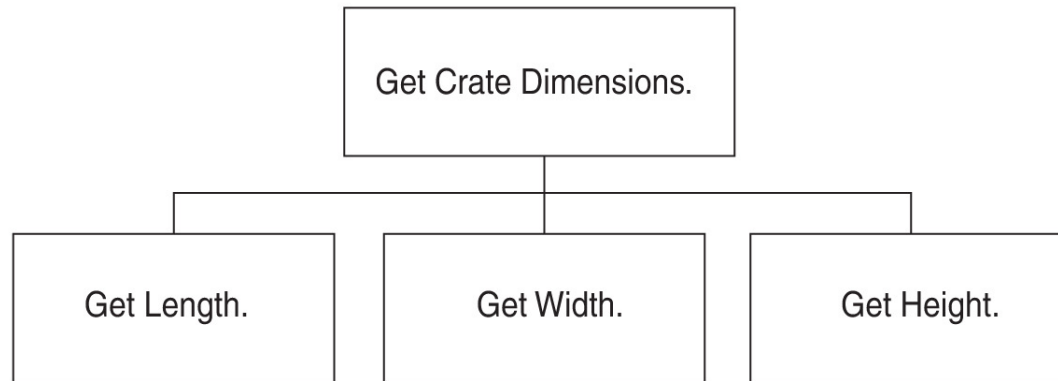 Get Crate Dimensions.
Get Length.
Get Width.
Get Height.